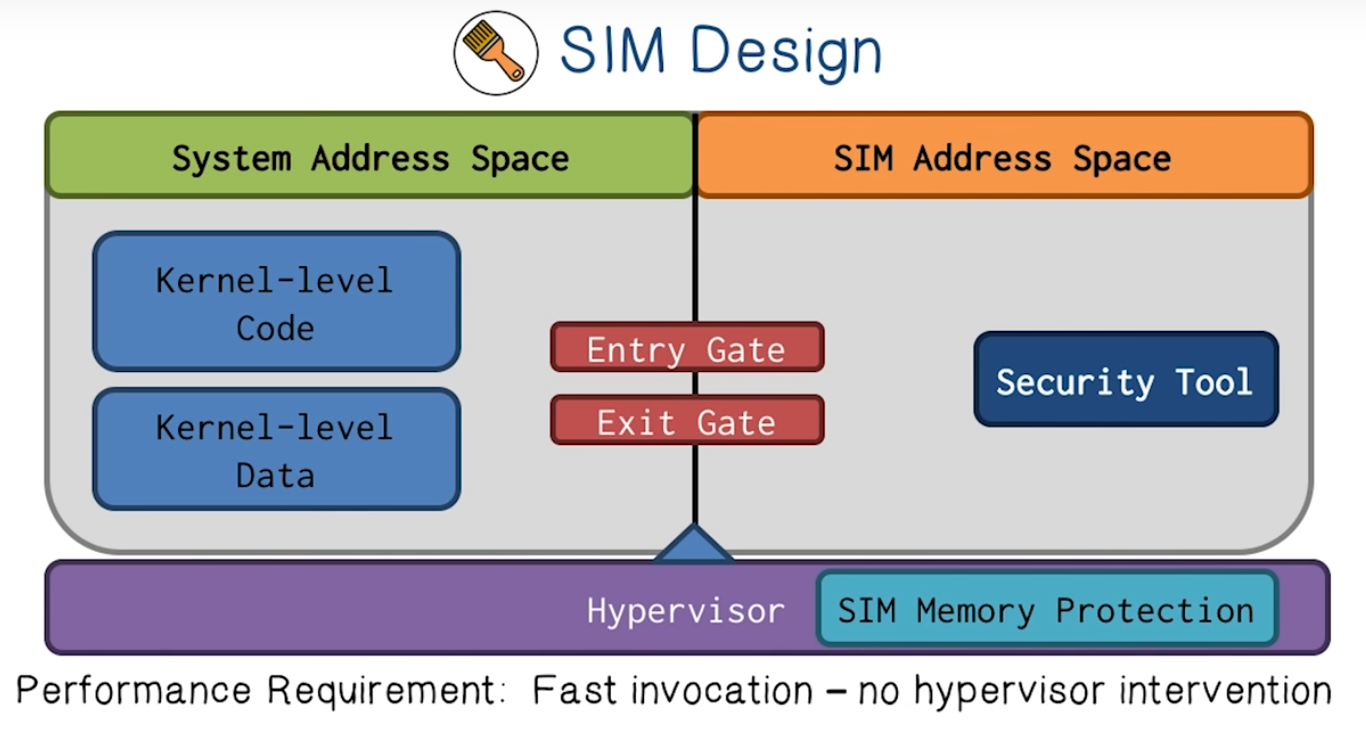 SIM Design
System Address Space
SIM Address Space
Kernel-level
Code
Entry Gate
Security Tool
Exit Gate
Kernel-level
Data
Hypervisor
SIM Memory Protection
Performance Requirement: Fast invocation – no hypervisor intervention